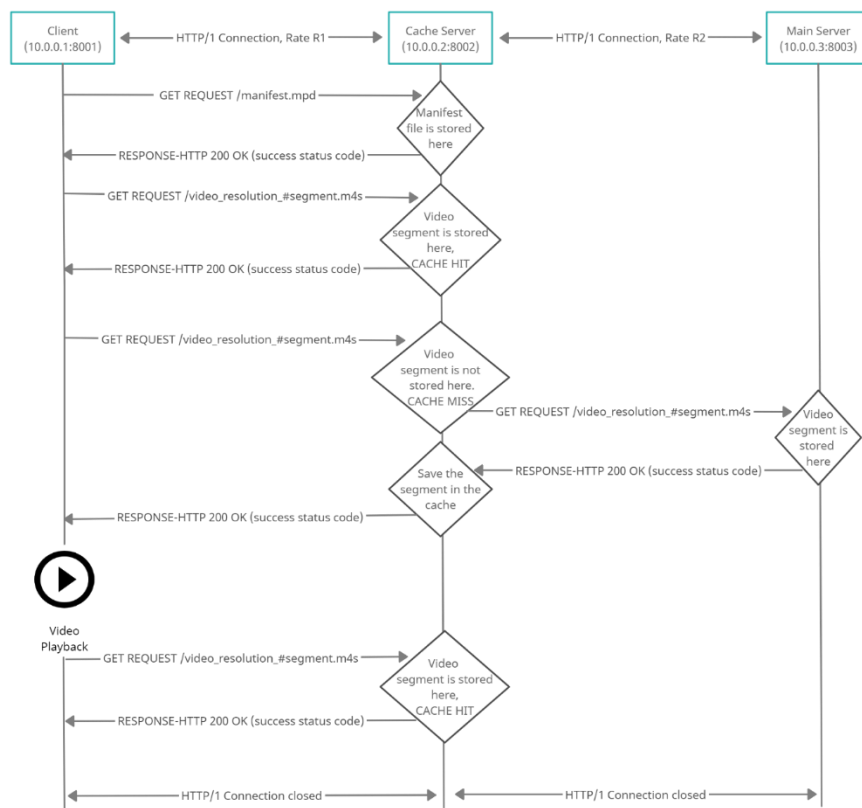 Client
(10.0.0.1:8001)
HTTP/1 Connection, Rate R1
Cache Server
(10.0.0.2:8002)
HTTP/1 Connection, Rate R2
Main Server
(10.0.0.3:8003)
GET REQUEST /manifest.mpd
Manifest
file is stored
here
RESPONSE-HTTP 200 OK (success status code)
GET REQUEST /video_resolution_#segment.m4s
Video
segment is stored
here,
CACHE HIT
RESPONSE-HTTP 200 OK (success status code)
GET REQUEST /video_resolution_#segment.m4s
Video
segment is not
stored here.
CACHE MISS
GET REQUEST /video_resolution_#segment.m4s
Video
segment is
stored
here
RESPONSE-HTTP 200 OK (success status code)
Save the
segment in the
cache
RESPONSE-HTTP 200 OK (success status code)
Video
Playback
GET REQUEST /video_resolution_#segment.m4s
Video
segment is stored
here,
CACHE HIT
RESPONSE-HTTP 200 OK (success status code)
HTTP/1 Connection closed
HTTP/1 Connection closed